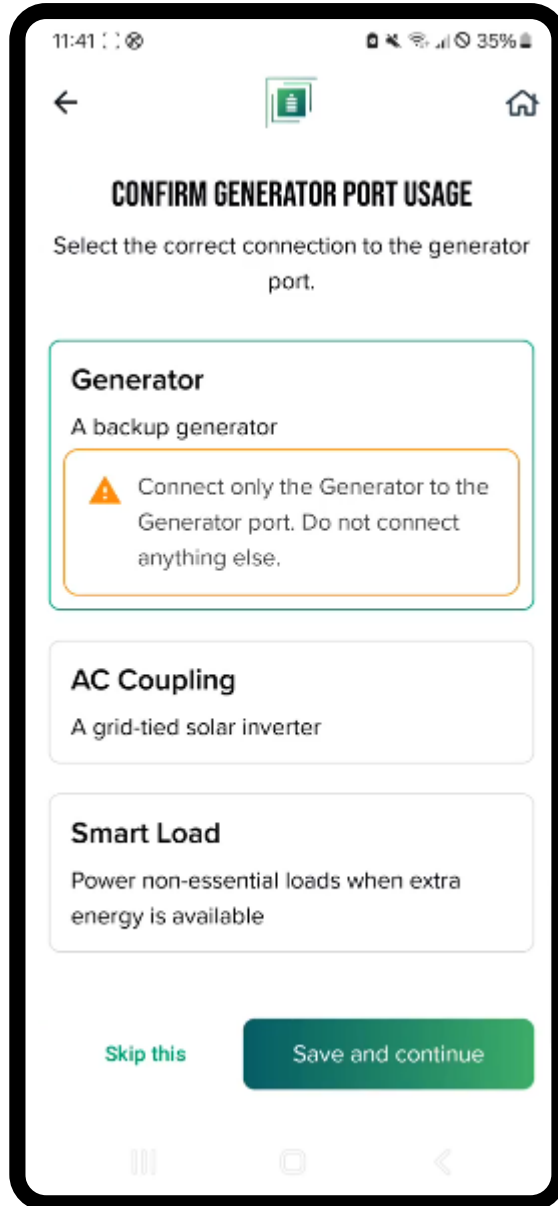 11:41
35%
CONFIRM GENERATOR PORT USAGE
Select the correct connection to the generator
port.
Generator
A backup generator
Connect only the Generator to the
Generator port. Do not connect
anything else.
AC Coupling
A grid-tied solar inverter
Smart Load
Power non-essential loads when extra
energy is available
Skip this
Save and continue